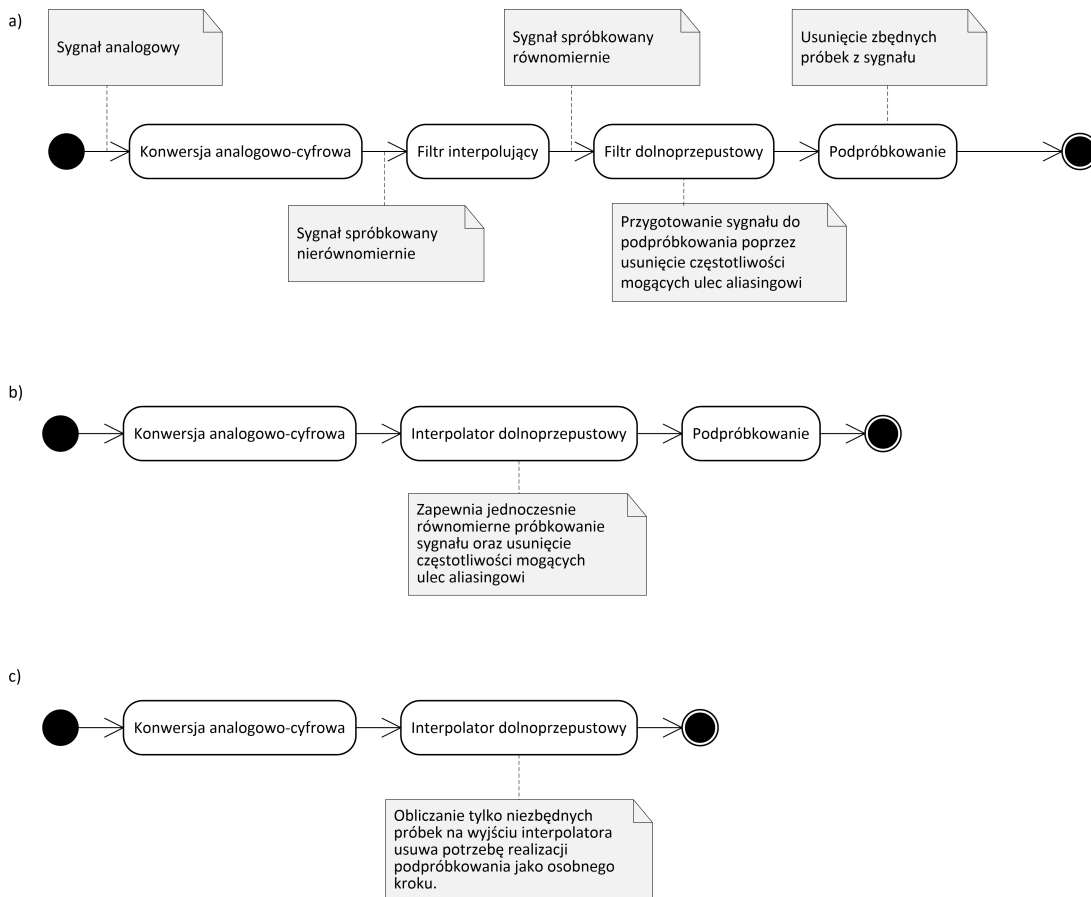 a)
Sygnał analogowy
Sygnał spróbkowany
równomiernie
Usunięcie zbędnych
próbek z sygnału
Konwersja analogowo-cyfrowa
Filtr interpolujący
Filtr dolnoprzepustowy
Podpróbkowanie
Sygnał spróbkowany
nierównomiernie
Przygotowanie sygnału do
podpróbkowania poprzez
usunięcie częstotliwości
mogących ulec aliasingowi
b)
Konwersja analogowo-cyfrowa
Interpolator dolnoprzepustowy
Podpróbkowanie
Zapewnia jednoczesnie
równomierne próbkowanie
sygnału oraz usunięcie
częstotliwości mogących
ulec aliasingowi
c)
Konwersja analogowo-cyfrowa
Interpolator dolnoprzepustowy
Obliczanie tylko niezbędnych
próbek na wyjściu interpolatora
usuwa potrzebę realizacji
podpróbkowania jako osobnego
kroku.